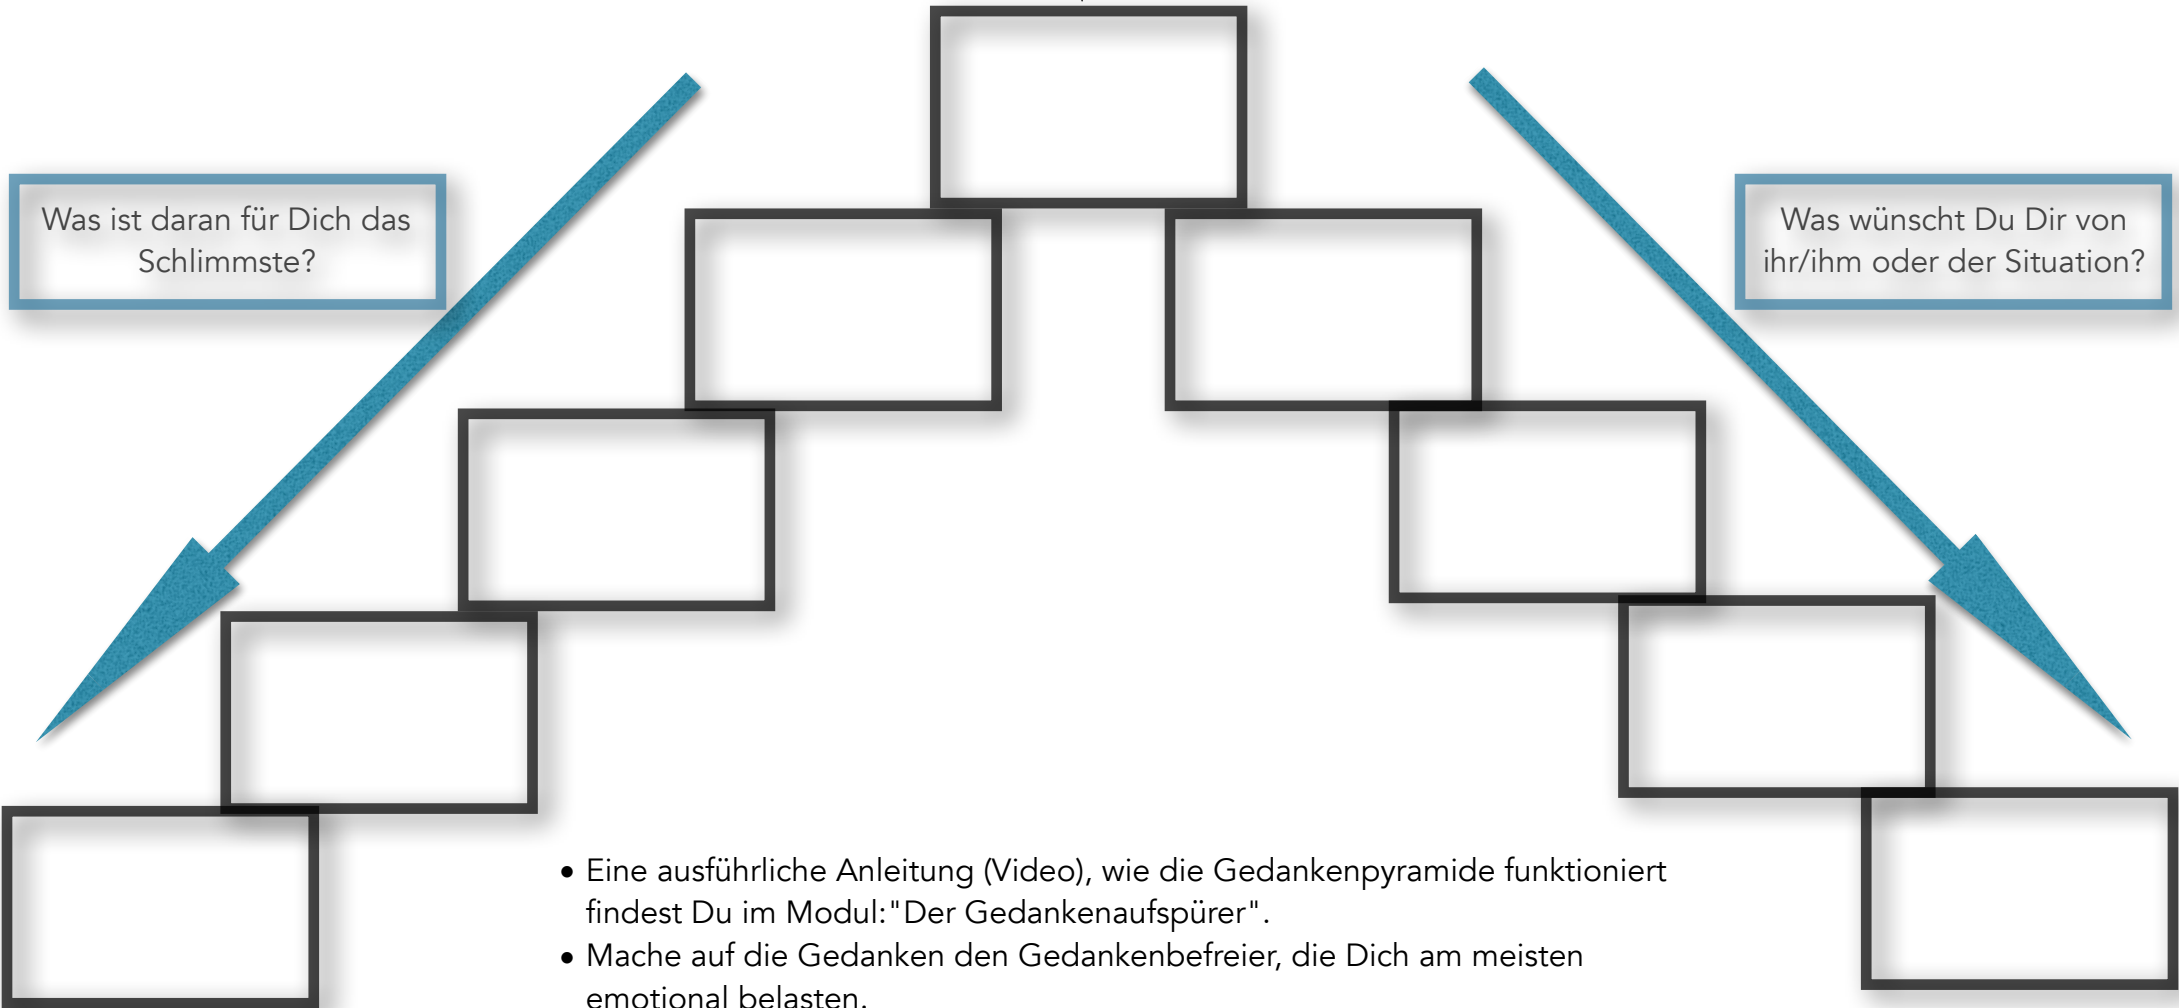 Was ist daran für Dich das
Schlimmste?
Was wünscht Du Dir von
ihr/ihm oder der Situation?
• Eine ausführliche Anleitung (Video), wie die Gedankenpyramide funktioniert
findest Du im Modul:"Der Gedankenaufspürer".
• Mache auf die Gedanken den Gedankenbefreier, die Dich am meisten
emotional belasten.